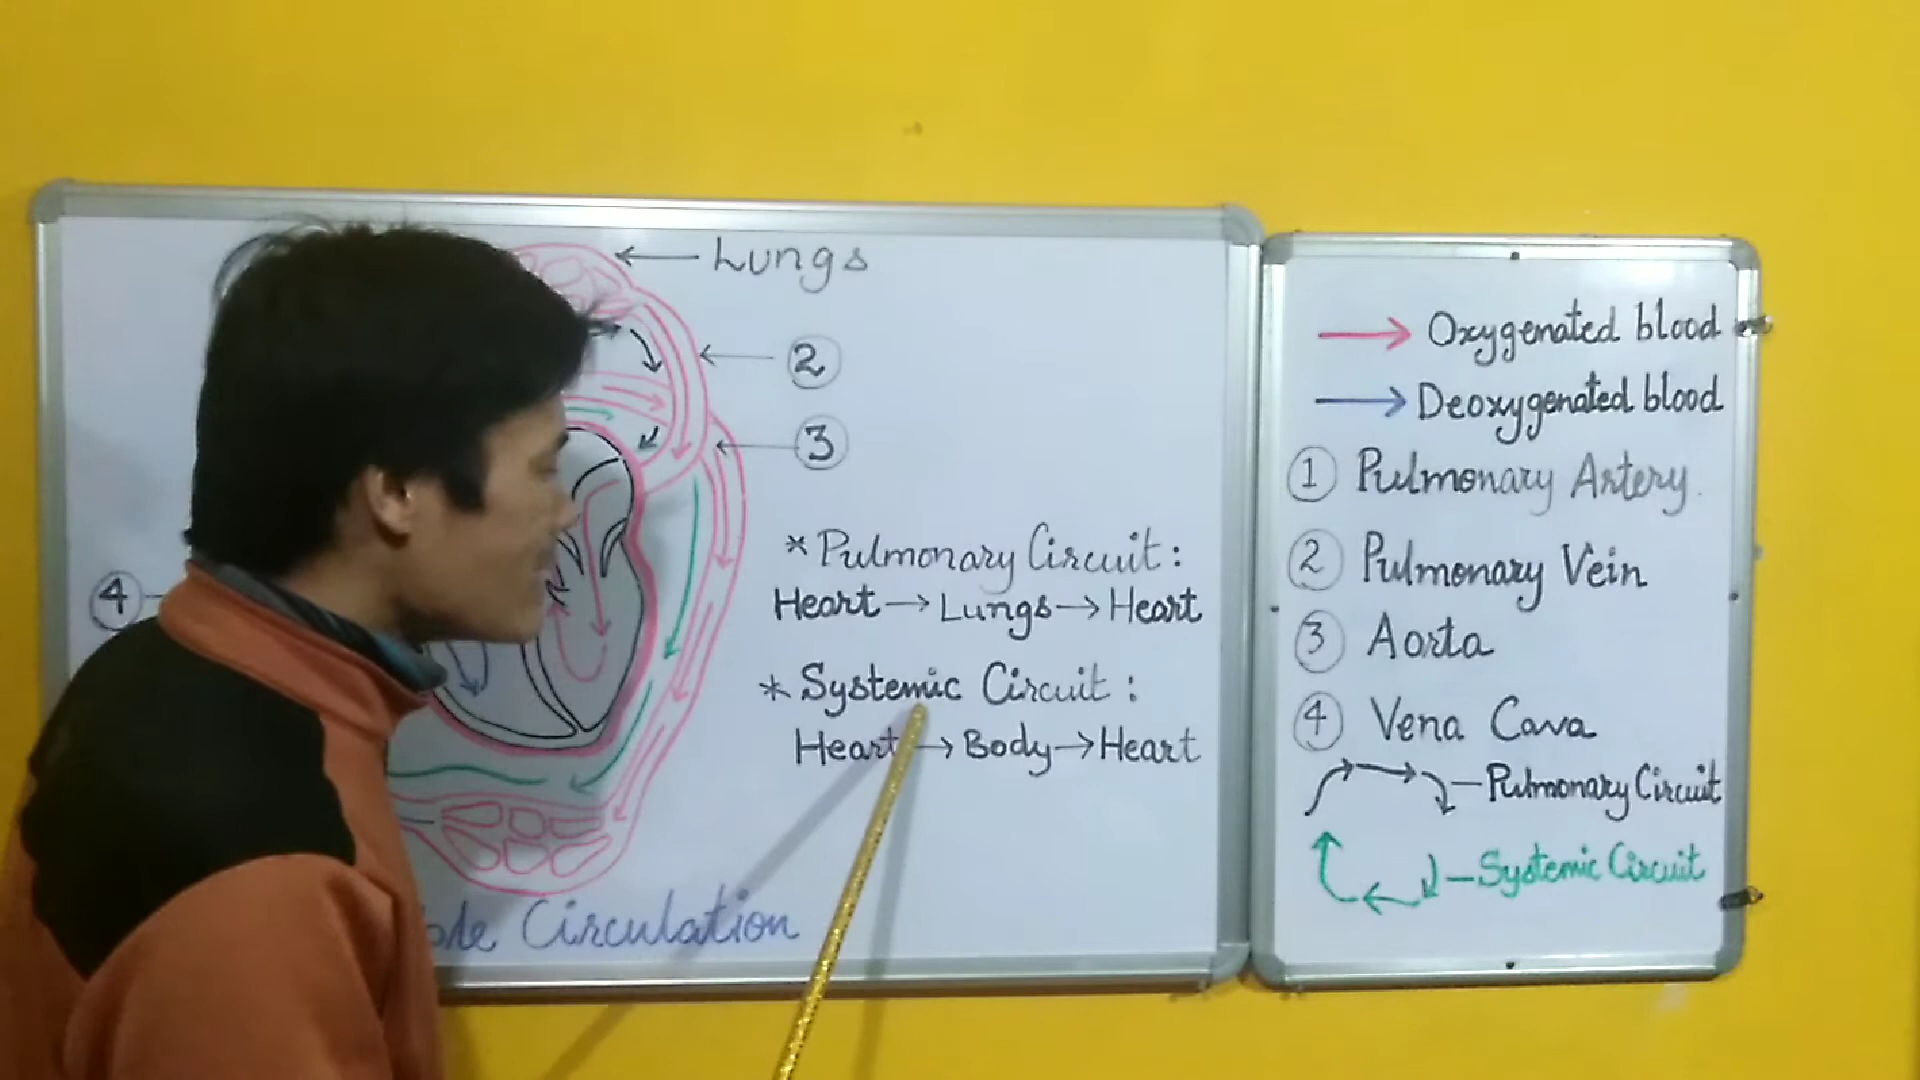 Lungs
2
3
4
* Pulmonary Circuit:
Heart → Lungs → Heart
* Systemic Circuit:
Heart → Body → Heart
Circulation
→ Oxygenated blood
→ Deoxygenated blood
1 Pulmonary Artery.
2 Pulmonary Vein
3 Aorta
4 Vena Cava
— Pulmonary Circuit
— Systemic Circuit